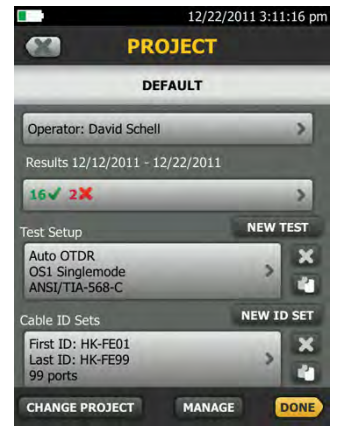 12/22/2011 3:11:16 pm
PROJECT
DEFAULT
Operator: David Schell
Results 12/12/2011 - 12/22/2011
16✓ 2✗
Test Setup
NEW TEST
Auto OTDR
OS1 Singlemode
ANSI/TIA-568-C
Cable ID Sets
NEW ID SET
First ID: HK-FE01
Last ID: HK-FE99
99 ports
CHANGE PROJECT MANAGE DONE